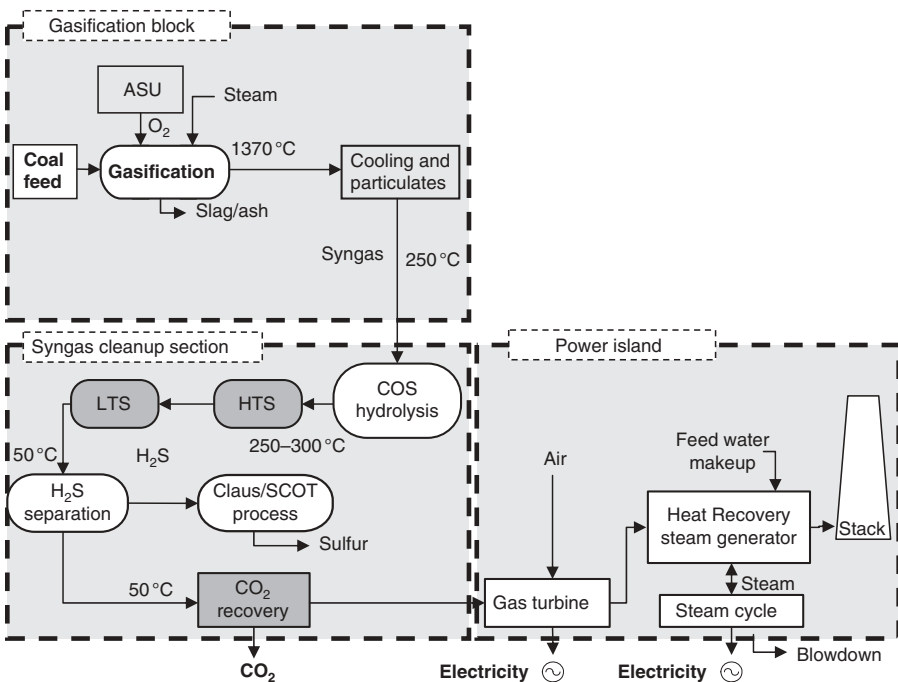 Gasification block
ASU
Steam
O₂
1370 °C
Coal
feed
Gasification
Cooling and
particulates
Slag/ash
Syngas
250 °C
Syngas cleanup section
LTS
HTS
COS
hydrolysis
250–300 °C
50 °C
H₂S
H₂S
separation
Claus/SCOT
process
Sulfur
50 °C
CO₂
recovery
CO₂
Power island
Air
Feed water
makeup
Heat Recovery
steam generator
Stack
Steam
Gas turbine
Steam cycle
Blowdown
Electricity
Electricity